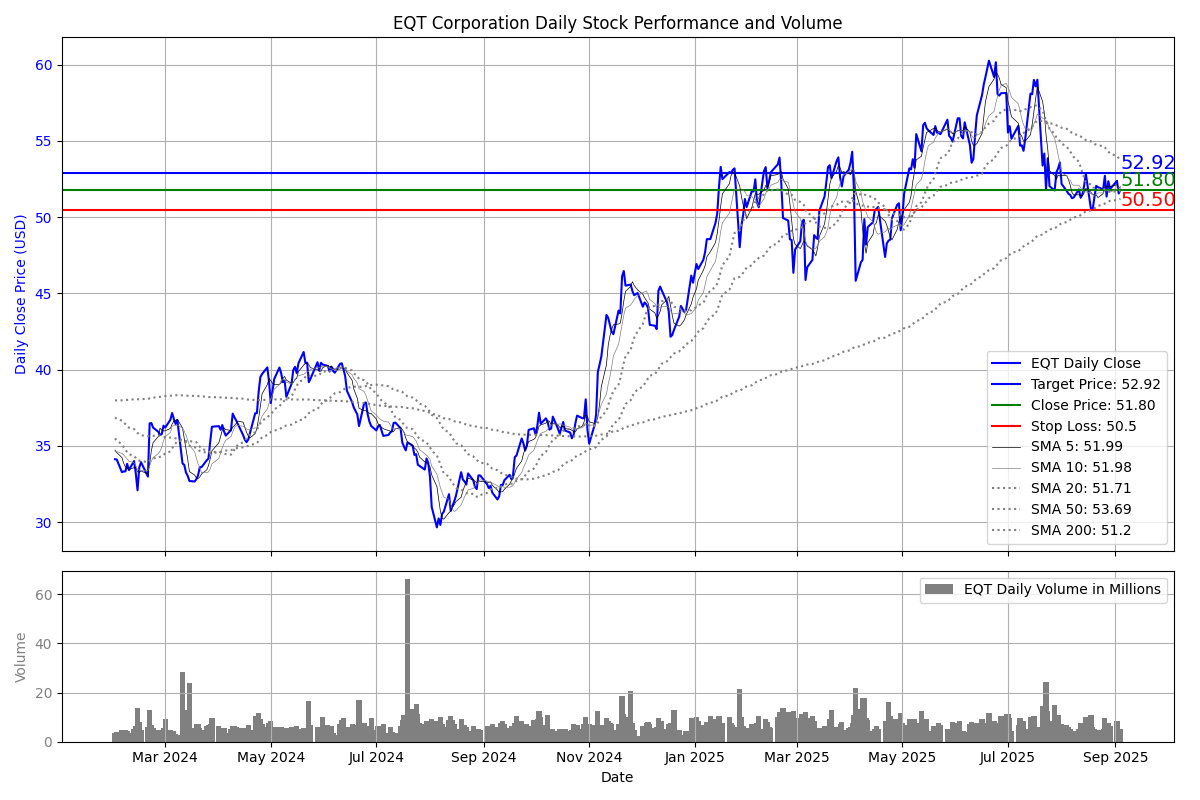 EQT Corporation Daily Stock Performance and Volume
Daily Close Price (USD)
60
55
50
45
40
35
30
52.92
51.80
50.50
EQT Daily Close
Target Price: 52.92
Close Price: 51.80
Stop Loss: 50.5
SMA 5: 51.99
SMA 10: 51.98
SMA 20: 51.71
SMA 50: 53.69
SMA 200: 51.2
Volume
60
40
20
0
EQT Daily Volume in Millions
Mar 2024 May 2024 Jul 2024 Sep 2024 Nov 2024 Jan 2025 Mar 2025 May 2025 Jul 2025 Sep 2025
Date